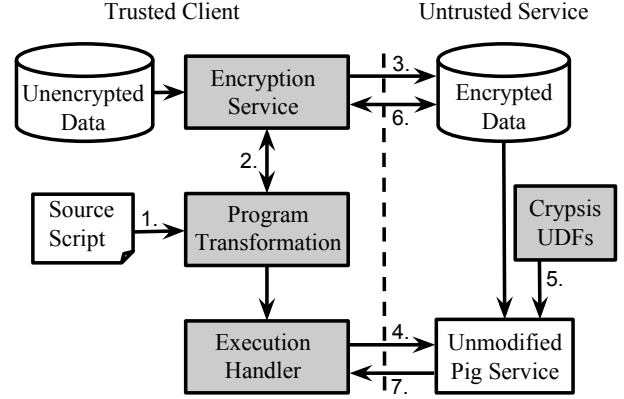 Trusted Client
Untrusted Service
Unencrypted
Data
Encryption
Service
3.
6.
Encrypted
Data
2.
Source
Script
1.
Program
Transformation
Crypsis
UDFs
5.
Execution
Handler
4.
7.
Unmodified
Pig Service